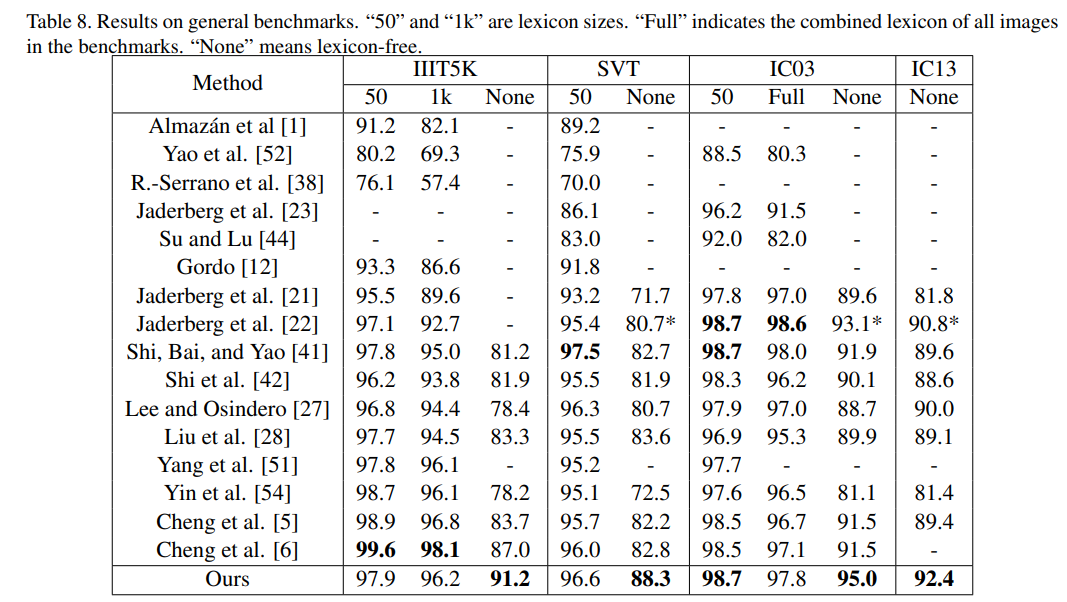 Table 8. Results on general benchmarks. “50” and “1k” are lexicon sizes. “Full” indicates the combined lexicon of all images
in the benchmarks. “None” means lexicon-free.
Method IIIT5K SVT IC03 IC13
50 1k None 50 None 50 Full None None
Almazán et al [1] 91.2 82.1 - 89.2 - - - - -
Yao et al. [52] 80.2 69.3 - 75.9 - 88.5 80.3 - -
R.-Serrano et al. [38] 76.1 57.4 - 70.0 - - - - -
Jaderberg et al. [23] - - - 86.1 - 96.2 91.5 - -
Su and Lu [44] - - - 83.0 - 92.0 82.0 - -
Gordo [12] 93.3 86.6 - 91.8 - - - - -
Jaderberg et al. [21] 95.5 89.6 - 93.2 71.7 97.8 97.0 89.6 81.8
Jaderberg et al. [22] 97.1 92.7 - 95.4 80.7* 98.7 98.6 93.1* 90.8*
Shi, Bai, and Yao [41] 97.8 95.0 81.2 97.5 82.7 98.7 98.0 91.9 89.6
Shi et al. [42] 96.2 93.8 81.9 95.5 81.9 98.3 96.2 90.1 88.6
Lee and Osindero [27] 96.8 94.4 78.4 96.3 80.7 97.9 97.0 88.7 90.0
Liu et al. [28] 97.7 94.5 83.3 95.5 83.6 96.9 95.3 89.9 89.1
Yang et al. [51] 97.8 96.1 - 95.2 - 97.7 - - -
Yin et al. [54] 98.7 96.1 78.2 95.1 72.5 97.6 96.5 81.1 81.4
Cheng et al. [5] 98.9 96.8 83.7 95.7 82.2 98.5 96.7 91.5 89.4
Cheng et al. [6] 99.6 98.1 87.0 96.0 82.8 98.5 97.1 91.5 -
Ours 97.9 96.2 91.2 96.6 88.3 98.7 97.8 95.0 92.4